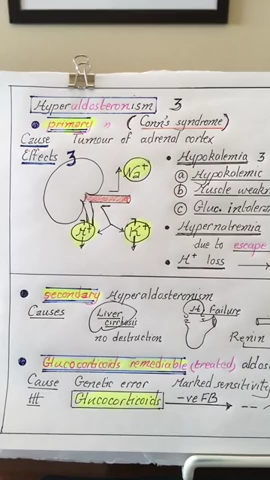 Hyperaldosteronism 3
primary (Conn's syndrome)
Cause Tumour of adrenal cortex
Effects 3
Na+
H+
K+
• Hypokalemia 3
a Hypokalemic
b Muscle weakn
c Gluc. intolera
• Hypernatremia
due to escape
• H+ loss →
secondary Hyperaldosteronism
Causes
Liver cirrhosis
no destruction
H Failure
Renin
Glucocorticoids remediable (treated) aldos
Cause Genetic error Marked sensitivity
ttt Glucocorticoids -ve FB